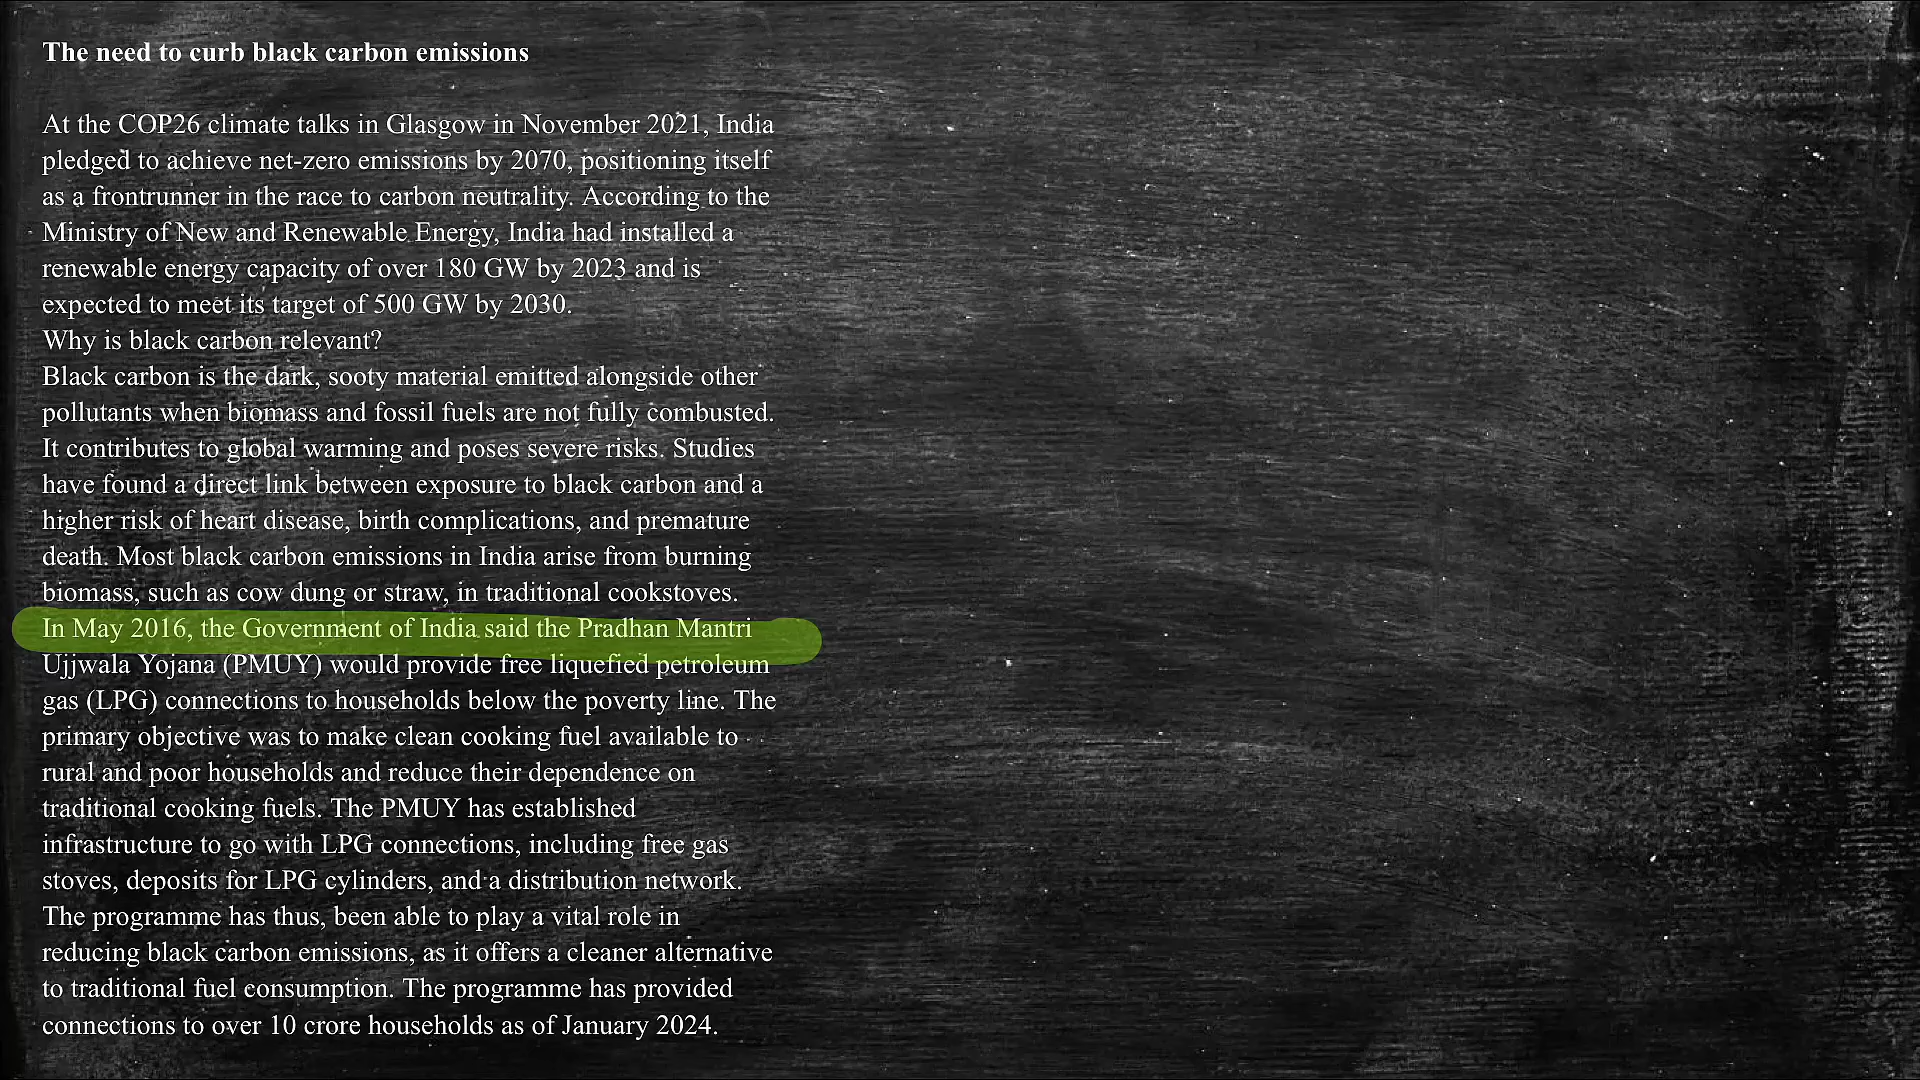 The need to curb black carbon emissions
At the COP26 climate talks in Glasgow in November 2021, India
pledged to achieve net-zero emissions by 2070, positioning itself
as a frontrunner in the race to carbon neutrality. According to the
Ministry of New and Renewable Energy, India had installed a
renewable energy capacity of over 180 GW by 2023 and is
expected to meet its target of 500 GW by 2030.
Why is black carbon relevant?
Black carbon is the dark, sooty material emitted alongside other
pollutants when biomass and fossil fuels are not fully combusted.
It contributes to global warming and poses severe risks. Studies
have found a direct link between exposure to black carbon and a
higher risk of heart disease, birth complications, and premature
death. Most black carbon emissions in India arise from burning
biomass, such as cow dung or straw, in traditional cookstoves.
In May 2016, the Government of India said the Pradhan Mantri
Ujjwala Yojana (PMUY) would provide free liquefied petroleum
gas (LPG) connections to households below the poverty line. The
primary objective was to make clean cooking fuel available to
rural and poor households and reduce their dependence on
traditional cooking fuels. The PMUY has established
infrastructure to go with LPG connections, including free gas
stoves, deposits for LPG cylinders, and a distribution network.
The programme has thus, been able to play a vital role in
reducing black carbon emissions, as it offers a cleaner alternative
to traditional fuel consumption. The programme has provided
connections to over 10 crore households as of January 2024.